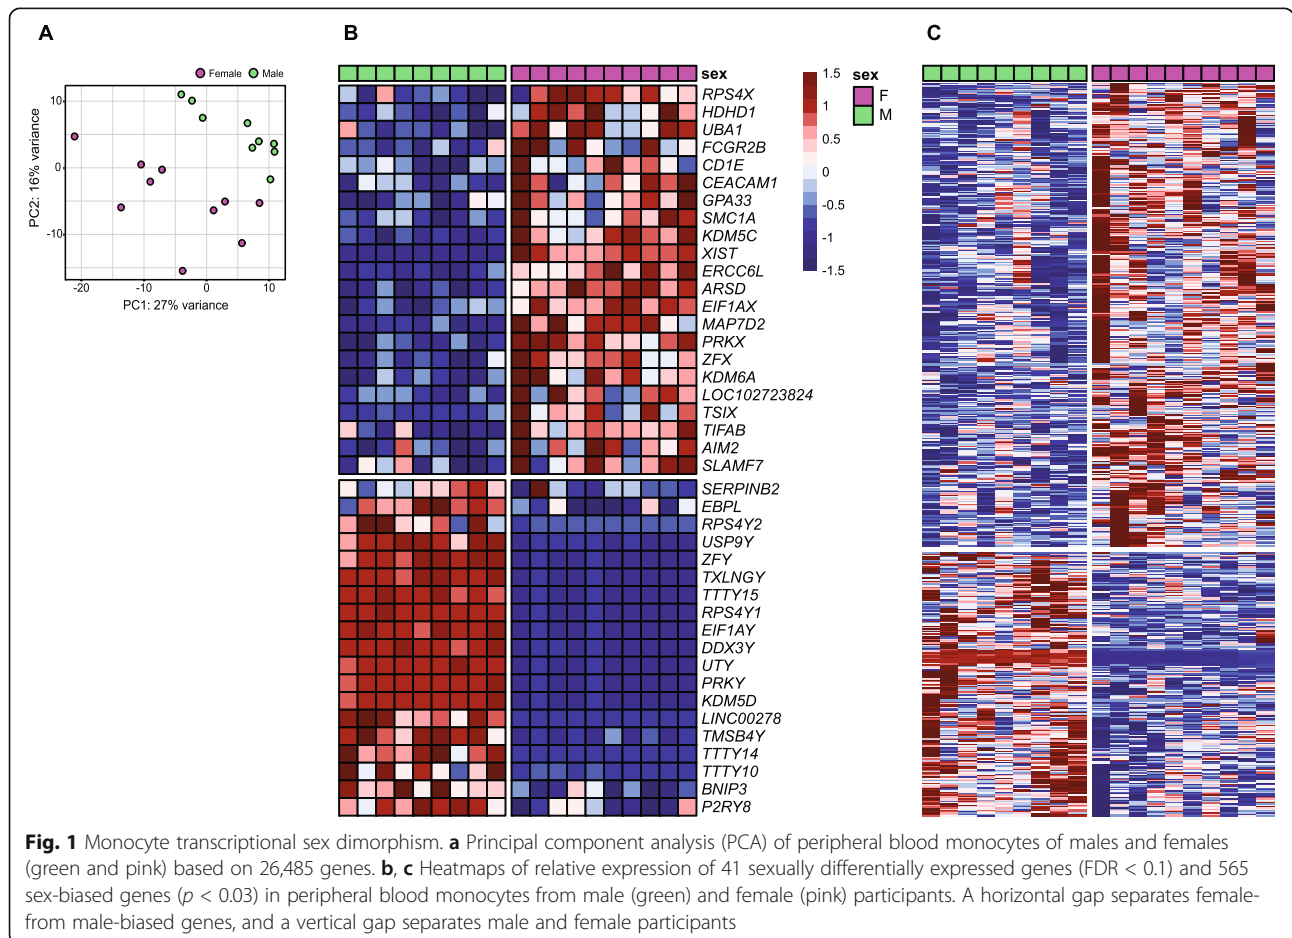 A
B
C
Female Male
10
0
-10
-20 -10 0 10
PC2: 16% variance
PC1: 27% variance
sex
RPS4X
HDHD1
UBA1
FCGR2B
CD1E
CEACAM1
GPA33
SMC1A
KDM5C
XIST
ERCC6L
ARSD
EIF1AX
MAP7D2
PRKX
ZFX
KDM6A
LOC102723824
TSIX
TIFAB
AIM2
SLAMF7
SERPINB2
EBPL
RPS4Y2
USP9Y
ZFY
TXLNGY
TTTY15
RPS4Y1
EIF1AY
DDX3Y
UTY
PRKY
KDM5D
LINC00278
TMSB4Y
TTTY14
TTTY10
BNIP3
P2RY8
1.5
1
0.5
0
-0.5
-1
-1.5
sex
F
M
Fig. 1 Monocyte transcriptional sex dimorphism. a Principal component analysis (PCA) of peripheral blood monocytes of males and females
(green and pink) based on 26,485 genes. b, c Heatmaps of relative expression of 41 sexually differentially expressed genes (FDR < 0.1) and 565
sex-biased genes (p < 0.03) in peripheral blood monocytes from male (green) and female (pink) participants. A horizontal gap separates female-
from male-biased genes, and a vertical gap separates male and female participants